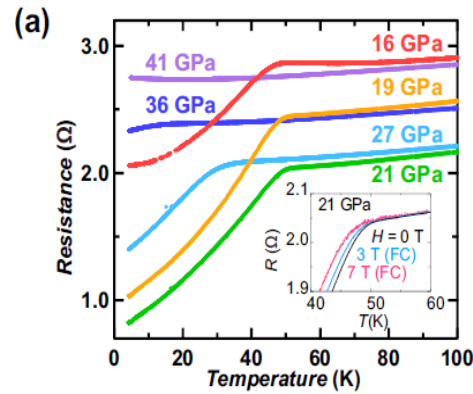 (a)
3.0
2.0
1.0
Resistance (Ω)
41 GPa
16 GPa
19 GPa
36 GPa
27 GPa
21 GPa
21 GPa
2.05
2.0
1.9
R (Ω)
H = 0 T
3 T (FC)
7 T (FC)
40 50 60
T(K)
0 20 40 60 80 100
Temperature (K)